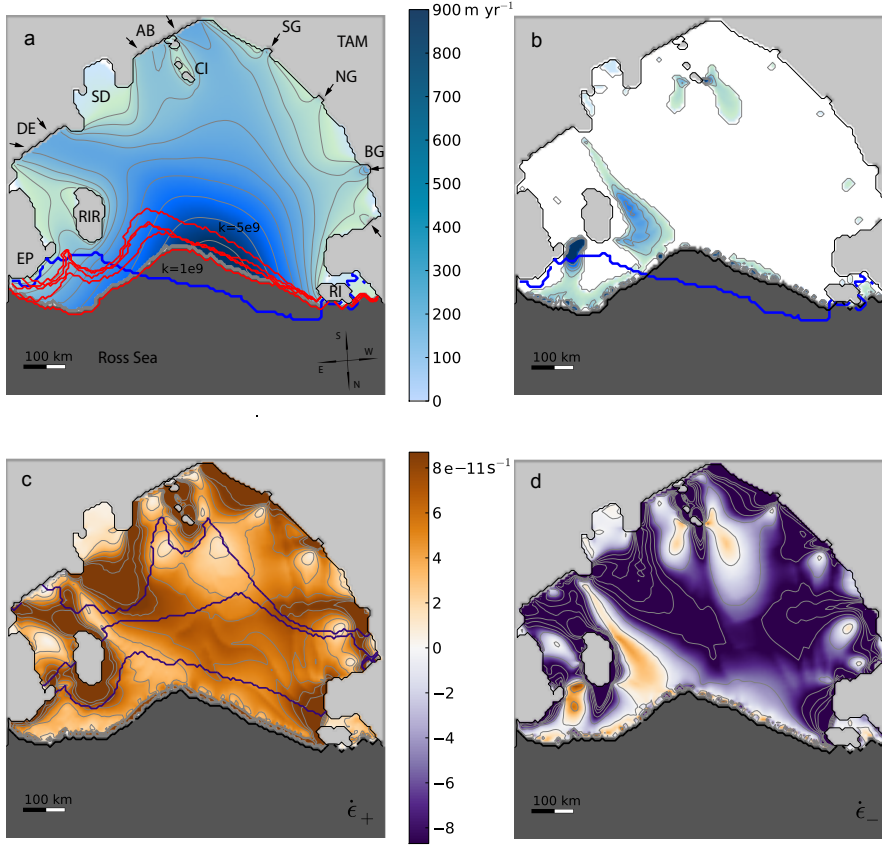 a
AB
SG
TAM
CI
NG
SD
DE
BG
RIR
k=5e9
EP
k=1e9
RI
100 km
Ross Sea
S
W
E
N
900 m yr⁻¹
800
700
600
500
400
300
200
100
0
b
100 km
c
100 km
ϵ̇₊
8e−11s⁻¹
6
4
2
0
−2
−4
−6
−8
d
100 km
ϵ̇₋